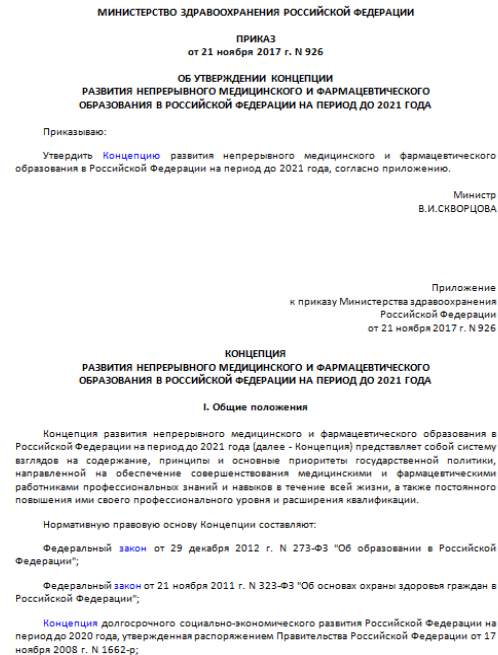 МИНИСТЕРСТВО ЗДРАВООХРАНЕНИЯ РОССИЙСКОЙ ФЕДЕРАЦИИ
ПРИКАЗ
от 21 ноября 2017 г. N 926
ОБ УТВЕРЖДЕНИИ КОНЦЕПЦИИ
РАЗВИТИЯ НЕПРЕРЫВНОГО МЕДИЦИНСКОГО И ФАРМАЦЕВТИЧЕСКОГО
ОБРАЗОВАНИЯ В РОССИЙСКОЙ ФЕДЕРАЦИИ НА ПЕРИОД ДО 2021 ГОДА
Приказываю:
Утвердить Концепцию развития непрерывного медицинского и фармацевтического
образования в Российской Федерации на период до 2021 года, согласно приложению.
Министр
В.И.СКВОРЦОВА
Приложение
к приказу Министерства здравоохранения
Российской Федерации
от 21 ноября 2017 г. N 926
КОНЦЕПЦИЯ
РАЗВИТИЯ НЕПРЕРЫВНОГО МЕДИЦИНСКОГО И ФАРМАЦЕВТИЧЕСКОГО
ОБРАЗОВАНИЯ В РОССИЙСКОЙ ФЕДЕРАЦИИ НА ПЕРИОД ДО 2021 ГОДА
I. Общие положения
Концепция развития непрерывного медицинского и фармацевтического образования в
Российской Федерации на период до 2021 года (далее - Концепция) представляет собой систему
взглядов на содержание, принципы и основные приоритеты государственной политики,
направленной на обеспечение совершенствования медицинскими и фармацевтическими
работниками профессиональных знаний и навыков в течение всей жизни, а также постоянного
повышения ими своего профессионального уровня и расширения квалификации.
Нормативную правовую основу Концепции составляют:
Федеральный закон от 29 декабря 2012 г. N 273-ФЗ "Об образовании в Российской
Федерации";
Федеральный закон от 21 ноября 2011 г. N 323-ФЗ "Об основах охраны здоровья граждан в
Российской Федерации";
Концепция долгосрочного социально-экономического развития Российской Федерации на
период до 2020 года, утвержденная распоряжением Правительства Российской Федерации от 17
ноября 2008 г. N 1662-р;